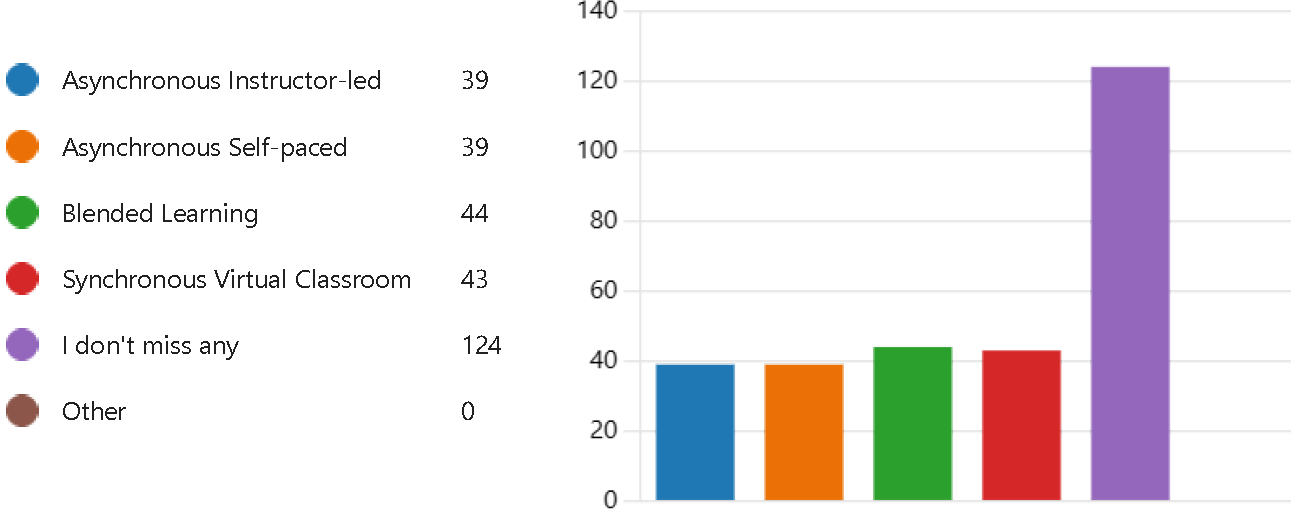 Asynchronous Instructor-led 39
Asynchronous Self-paced 39
Blended Learning 44
Synchronous Virtual Classroom 43
I don't miss any 124
Other 0
140
120
100
80
60
40
20
0